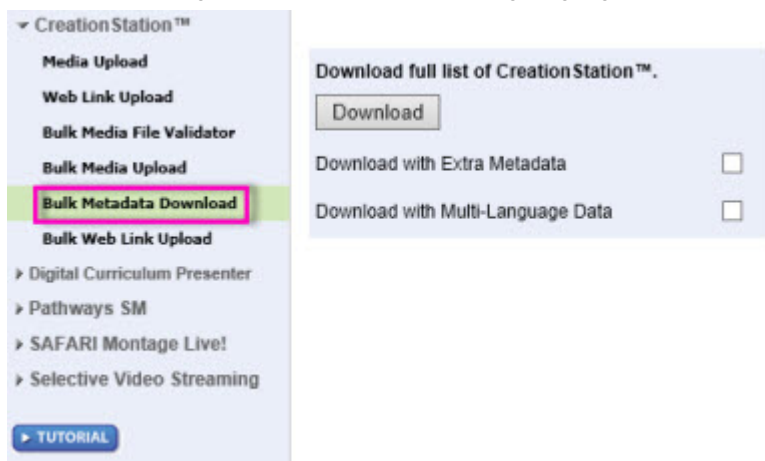 CreationStation™
Media Upload
Web Link Upload
Bulk Media File Validator
Bulk Media Upload
Bulk Metadata Download
Bulk Web Link Upload
Digital Curriculum Presenter
Pathways SM
SAFARI Montage Live!
Selective Video Streaming
TUTORIAL
Download full list of CreationStation™.
Download
Download with Extra Metadata
Download with Multi-Language Data